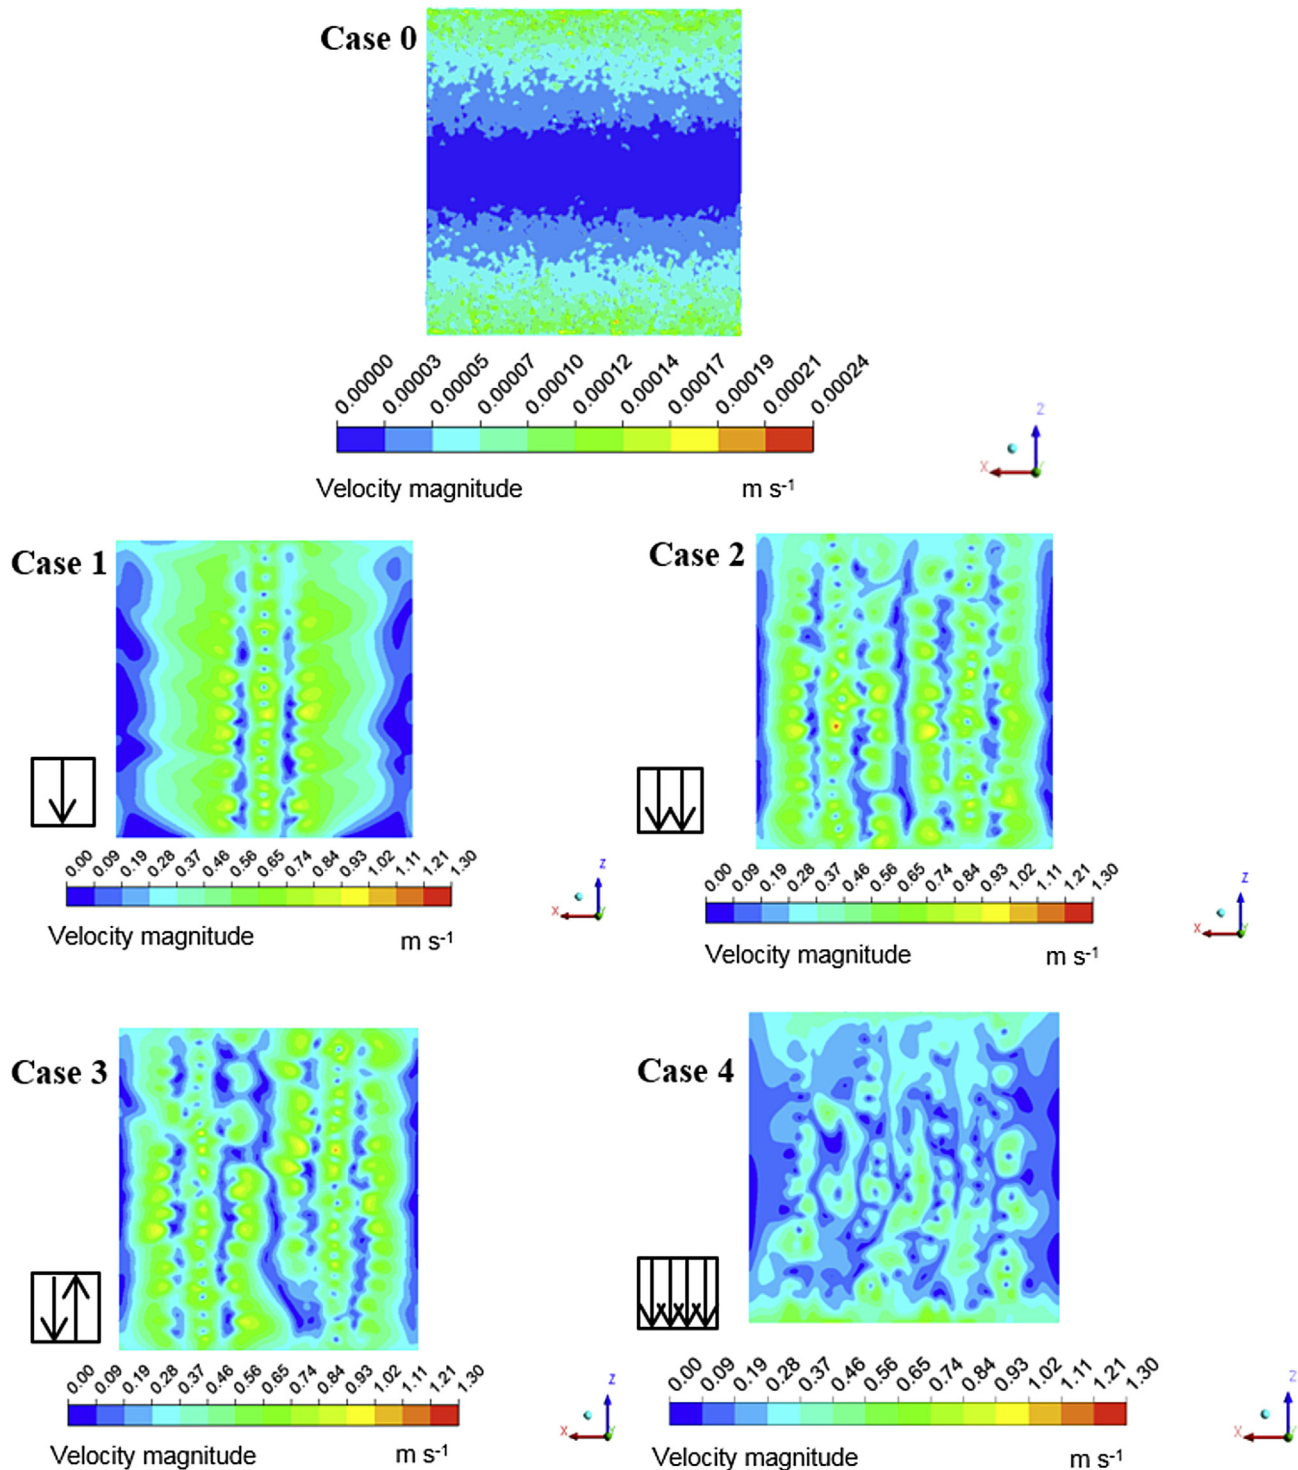 Case 0
0.00000 0.00003 0.00005 0.00007 0.00010 0.00012 0.00014 0.00017 0.00019 0.00021 0.00024
Velocity magnitude m s-1
Z
X Y
Case 1
Case 2
0.00 0.09 0.19 0.28 0.37 0.46 0.56 0.65 0.74 0.84 0.93 1.02 1.11 1.21 1.30
Z
X Y
Velocity magnitude m s-1
0.00 0.09 0.19 0.28 0.37 0.46 0.56 0.65 0.74 0.84 0.93 1.02 1.11 1.21 1.30
Z
X Y
Velocity magnitude m s-1
Case 3
Case 4
0.00 0.09 0.19 0.28 0.37 0.46 0.56 0.65 0.74 0.84 0.93 1.02 1.11 1.21 1.30
Z
X Y
Velocity magnitude m s-1
0.00 0.09 0.19 0.28 0.37 0.46 0.56 0.65 0.74 0.84 0.93 1.02 1.11 1.21 1.30
Z
X Y
Velocity magnitude m s-1